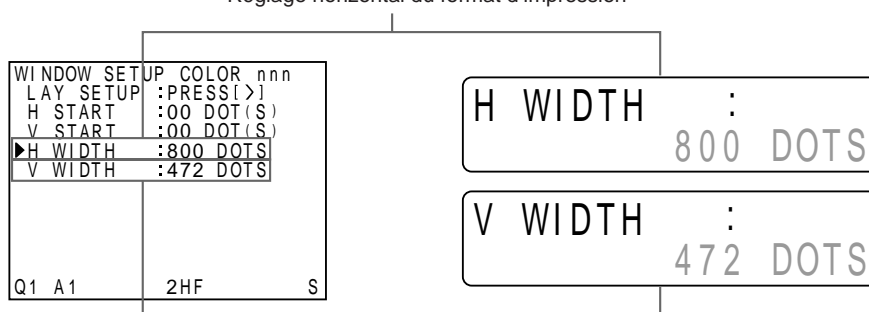 Réglage horizontal du format d'impression
WINDOW SETUP COLOR nnn
LAY SETUP :PRESS[>]
H START :00 DOT(S)
V START :00 DOT(S)
▶H WIDTH :800 DOTS
V WIDTH :472 DOTS
Q1 A1 2HF S
H WIDTH :
800 DOTS
V WIDTH :
472 DOTS